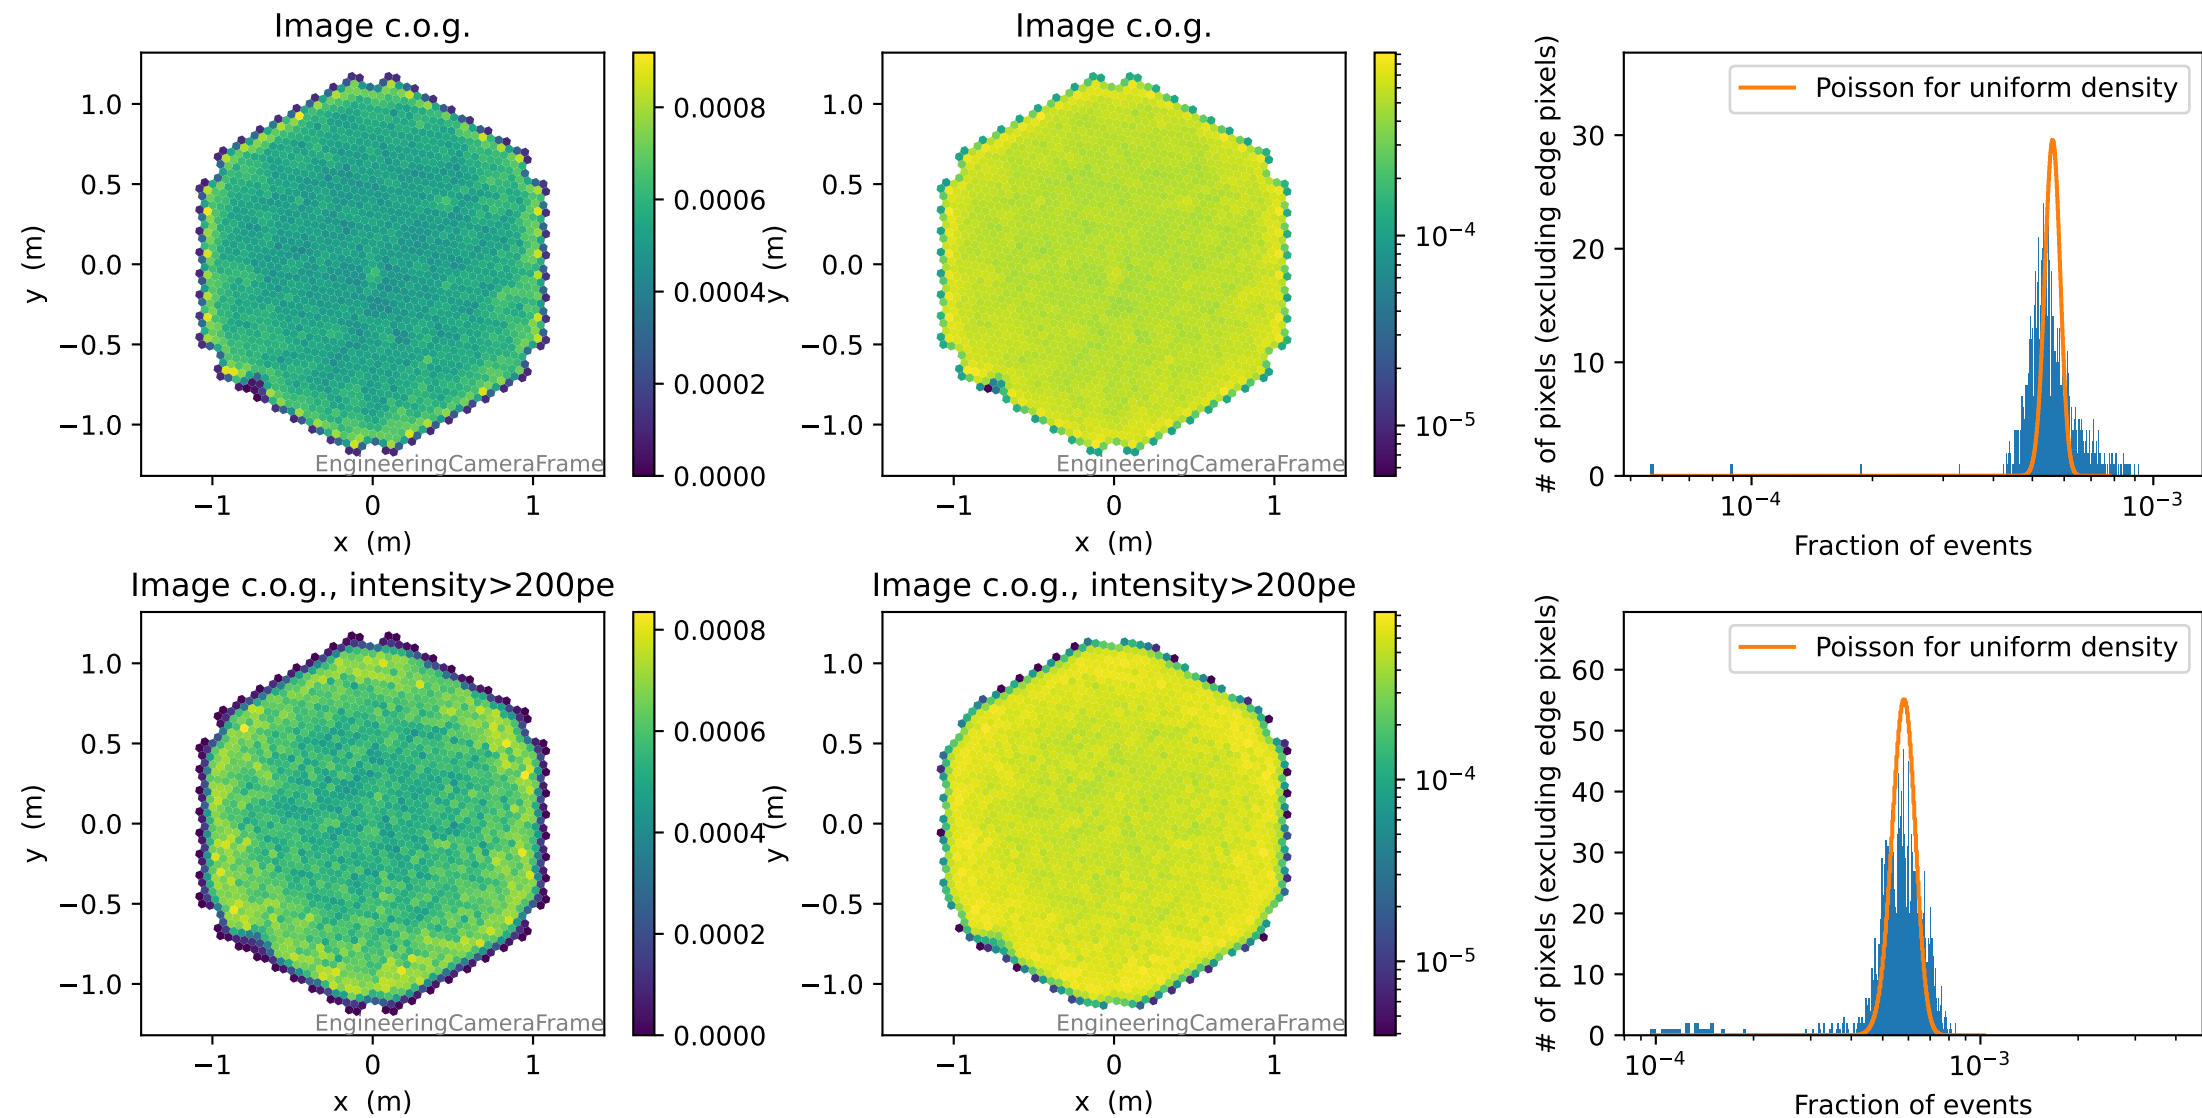 Image c.o.g.
1.0
0.5
0.0
−0.5
−1.0
y (m)
−1
0
1
x (m)
EngineeringCameraFrame
0.0008
0.0006
0.0004
0.0002
0.0000
Image c.o.g.
1.0
0.5
0.0
−0.5
−1.0
y (m)
−1
0
1
x (m)
EngineeringCameraFrame
10⁻⁴
10⁻⁵
# of pixels (excluding edge pixels)
30
20
10
0
Poisson for uniform density
10⁻⁴
10⁻³
Fraction of events
Image c.o.g., intensity>200pe
1.0
0.5
0.0
−0.5
−1.0
y (m)
−1
0
1
x (m)
EngineeringCameraFrame
0.0008
0.0006
0.0004
0.0002
0.0000
Image c.o.g., intensity>200pe
1.0
0.5
0.0
−0.5
−1.0
y (m)
−1
0
1
x (m)
EngineeringCameraFrame
10⁻⁴
10⁻⁵
# of pixels (excluding edge pixels)
60
50
40
30
20
10
0
Poisson for uniform density
10⁻⁴
10⁻³
Fraction of events